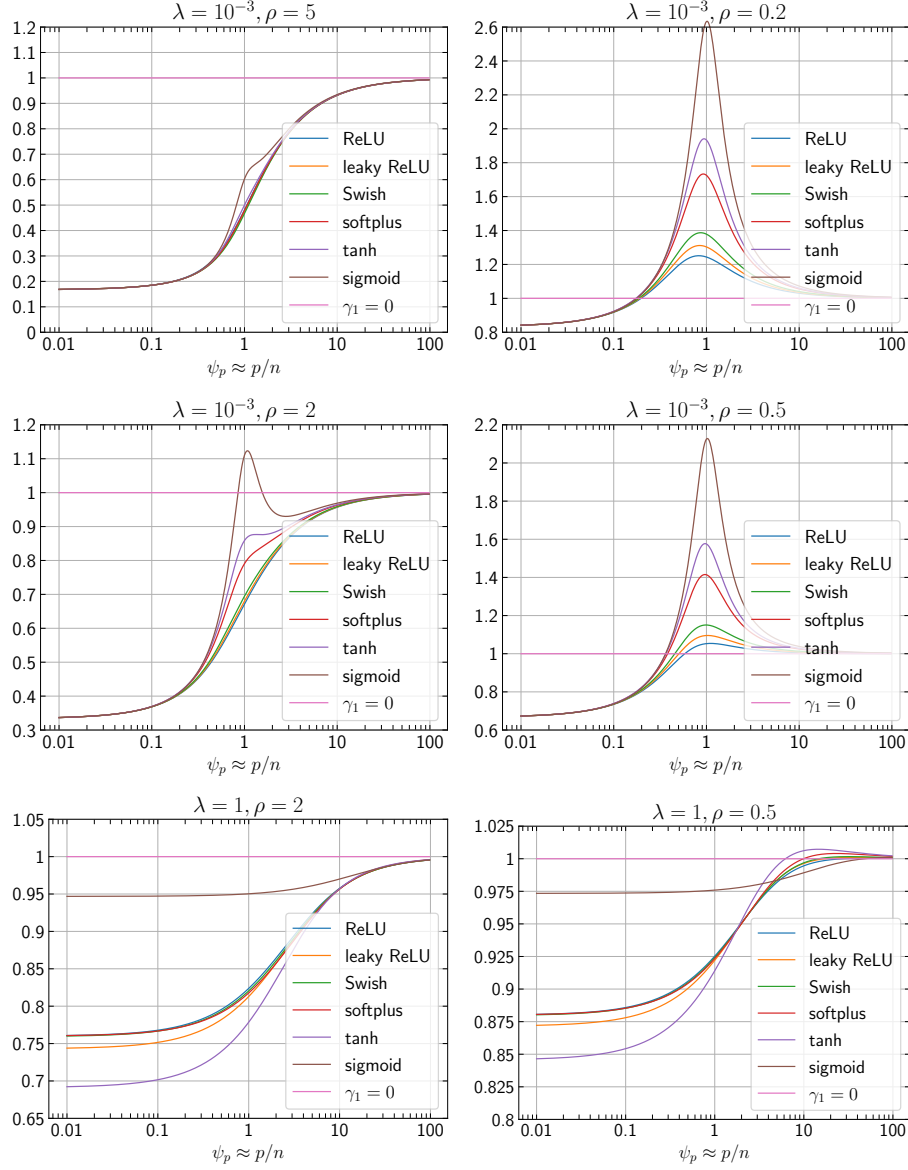 λ = 10⁻³, ρ = 5
1.2
1.1
1
0.9
0.8
0.7
0.6
0.5
0.4
0.3
0.2
0.1
0
ReLU
leaky ReLU
Swish
softplus
tanh
sigmoid
γ₁ = 0
0.01 0.1 1 10 100
ψₚ ≈ p/n
λ = 10⁻³, ρ = 0.2
2.6
2.4
2.2
2
1.8
1.6
1.4
1.2
1
0.8
ReLU
leaky ReLU
Swish
softplus
tanh
sigmoid
γ₁ = 0
0.01 0.1 1 10 100
ψₚ ≈ p/n
λ = 10⁻³, ρ = 2
1.2
1.1
1
0.9
0.8
0.7
0.6
0.5
0.4
0.3
ReLU
leaky ReLU
Swish
softplus
tanh
sigmoid
γ₁ = 0
0.01 0.1 1 10 100
ψₚ ≈ p/n
λ = 10⁻³, ρ = 0.5
2.2
2
1.8
1.6
1.4
1.2
1
0.8
0.6
ReLU
leaky ReLU
Swish
softplus
tanh
sigmoid
γ₁ = 0
0.01 0.1 1 10 100
ψₚ ≈ p/n
λ = 1, ρ = 2
1.05
1
0.95
0.9
0.85
0.8
0.75
0.7
0.65
ReLU
leaky ReLU
Swish
softplus
tanh
sigmoid
γ₁ = 0
0.01 0.1 1 10 100
ψₚ ≈ p/n
λ = 1, ρ = 0.5
1.025
1
0.975
0.95
0.925
0.9
0.875
0.85
0.825
0.8
ReLU
leaky ReLU
Swish
softplus
tanh
sigmoid
γ₁ = 0
0.01 0.1 1 10 100
ψₚ ≈ p/n